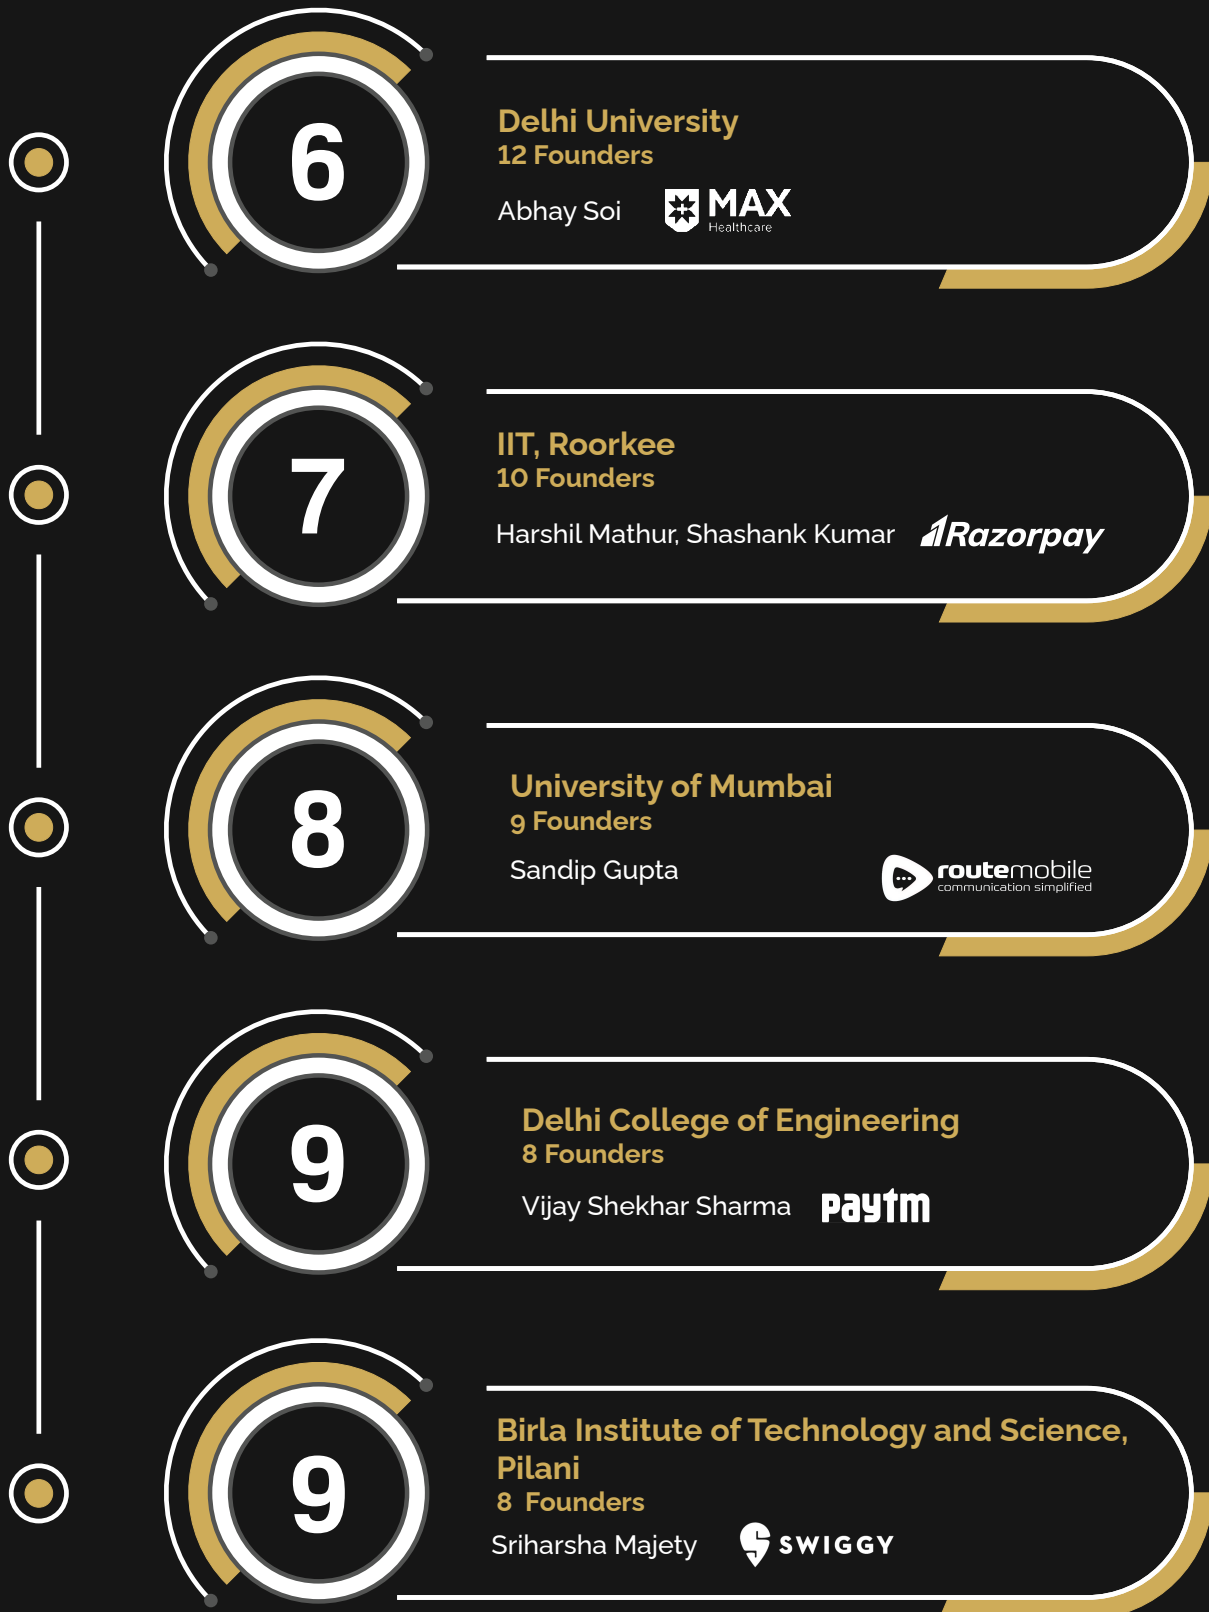 6
Delhi University
12 Founders
Abhay Soi
MAX
Healthcare
7
IIT, Roorkee
10 Founders
Harshil Mathur, Shashank Kumar
Razorpay
8
University of Mumbai
9 Founders
Sandip Gupta
routemobile
communication simplified
9
Delhi College of Engineering
8 Founders
Vijay Shekhar Sharma
paytm
9
Birla Institute of Technology and Science,
Pilani
8 Founders
Sriharsha Majety
SWIGGY